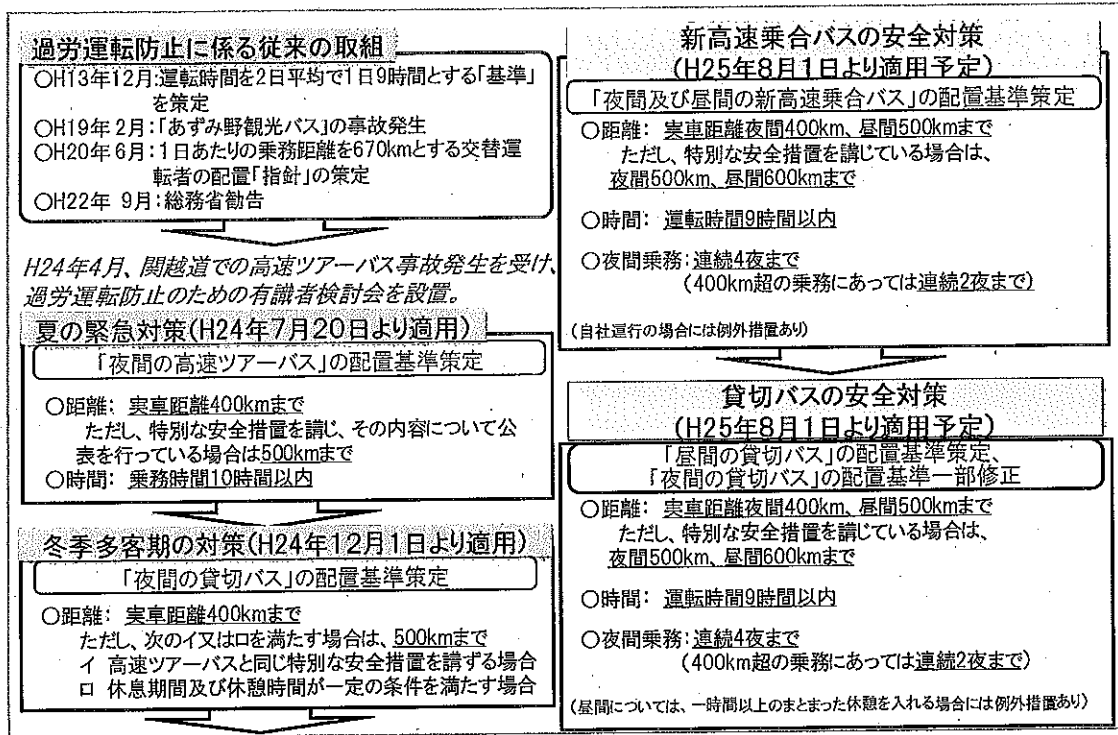 過労運転防止に係る従来の取組
○H13年12月:運転時間を2日平均で1日9時間とする「基準」
を策定
○H19年 2月:「あずみ野観光バス」の事故発生
○H20年 6月:1日あたりの乗務距離を670kmとする交替運
転者の配置「指針」の策定
○H22年 9月:総務省勧告
H24年4月、関越道での高速ツアーバス事故発生を受け、
過労運転防止のための有識者検討会を設置。
夏の緊急対策(H24年7月20日より適用)
「夜間の高速ツアーバス」の配置基準策定
○距離: 実車距離400kmまで
ただし、特別な安全措置を講じ、その内容について公
表を行っている場合は500kmまで
○時間: 乗務時間10時間以内
冬季多客期の対策(H24年12月1日より適用)
「夜間の貸切バス」の配置基準策定
○距離: 実車距離400kmまで
ただし、次のイ又はロを満たす場合は、500kmまで
イ 高速ツアーバスと同じ特別な安全措置を講ずる場合
ロ 休息期間及び休憩時間が一定の条件を満たす場合
新高速乗合バスの安全対策
(H25年8月1日より適用予定)
「夜間及び昼間の新高速乗合バス」の配置基準策定
○距離: 実車距離夜間400km、昼間500kmまで
ただし、特別な安全措置を講じている場合は、
夜間500km、昼間600kmまで
○時間: 運転時間9時間以内
○夜間乗務:連続4夜まで
(400km超の乗務にあっては連続2夜まで)
(自社運行の場合には例外措置あり)
貸切バスの安全対策
(H25年8月1日より適用予定)
「昼間の貸切バス」の配置基準策定、
「夜間の貸切バス」の配置基準一部修正
○距離: 実車距離夜間400km、昼間500kmまで
ただし、特別な安全措置を講じている場合は、
夜間500km、昼間600kmまで
○時間: 運転時間9時間以内
○夜間乗務:連続4夜まで
(400km超の乗務にあっては連続2夜まで)
(昼間については、一時間以上のまとまった休憩を入れる場合には例外措置あり)